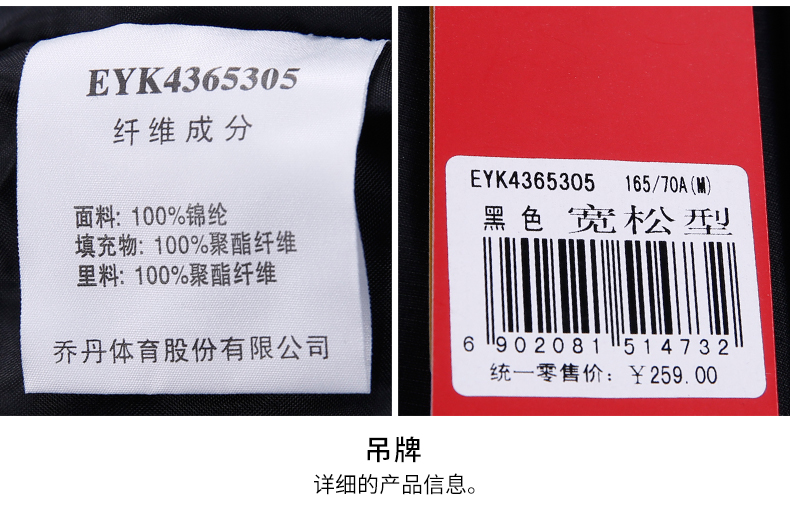 EYK4365305
纤维成分
面料: 100%锦纶
填充物: 100%聚酯纤维
里料: 100%聚酯纤维
乔丹体育股份有限公司
EYK4365305 165/70A(M)
黑色 宽松型
6 902081 514732
统一零售价: ￥259.00
吊牌
详细的产品信息。